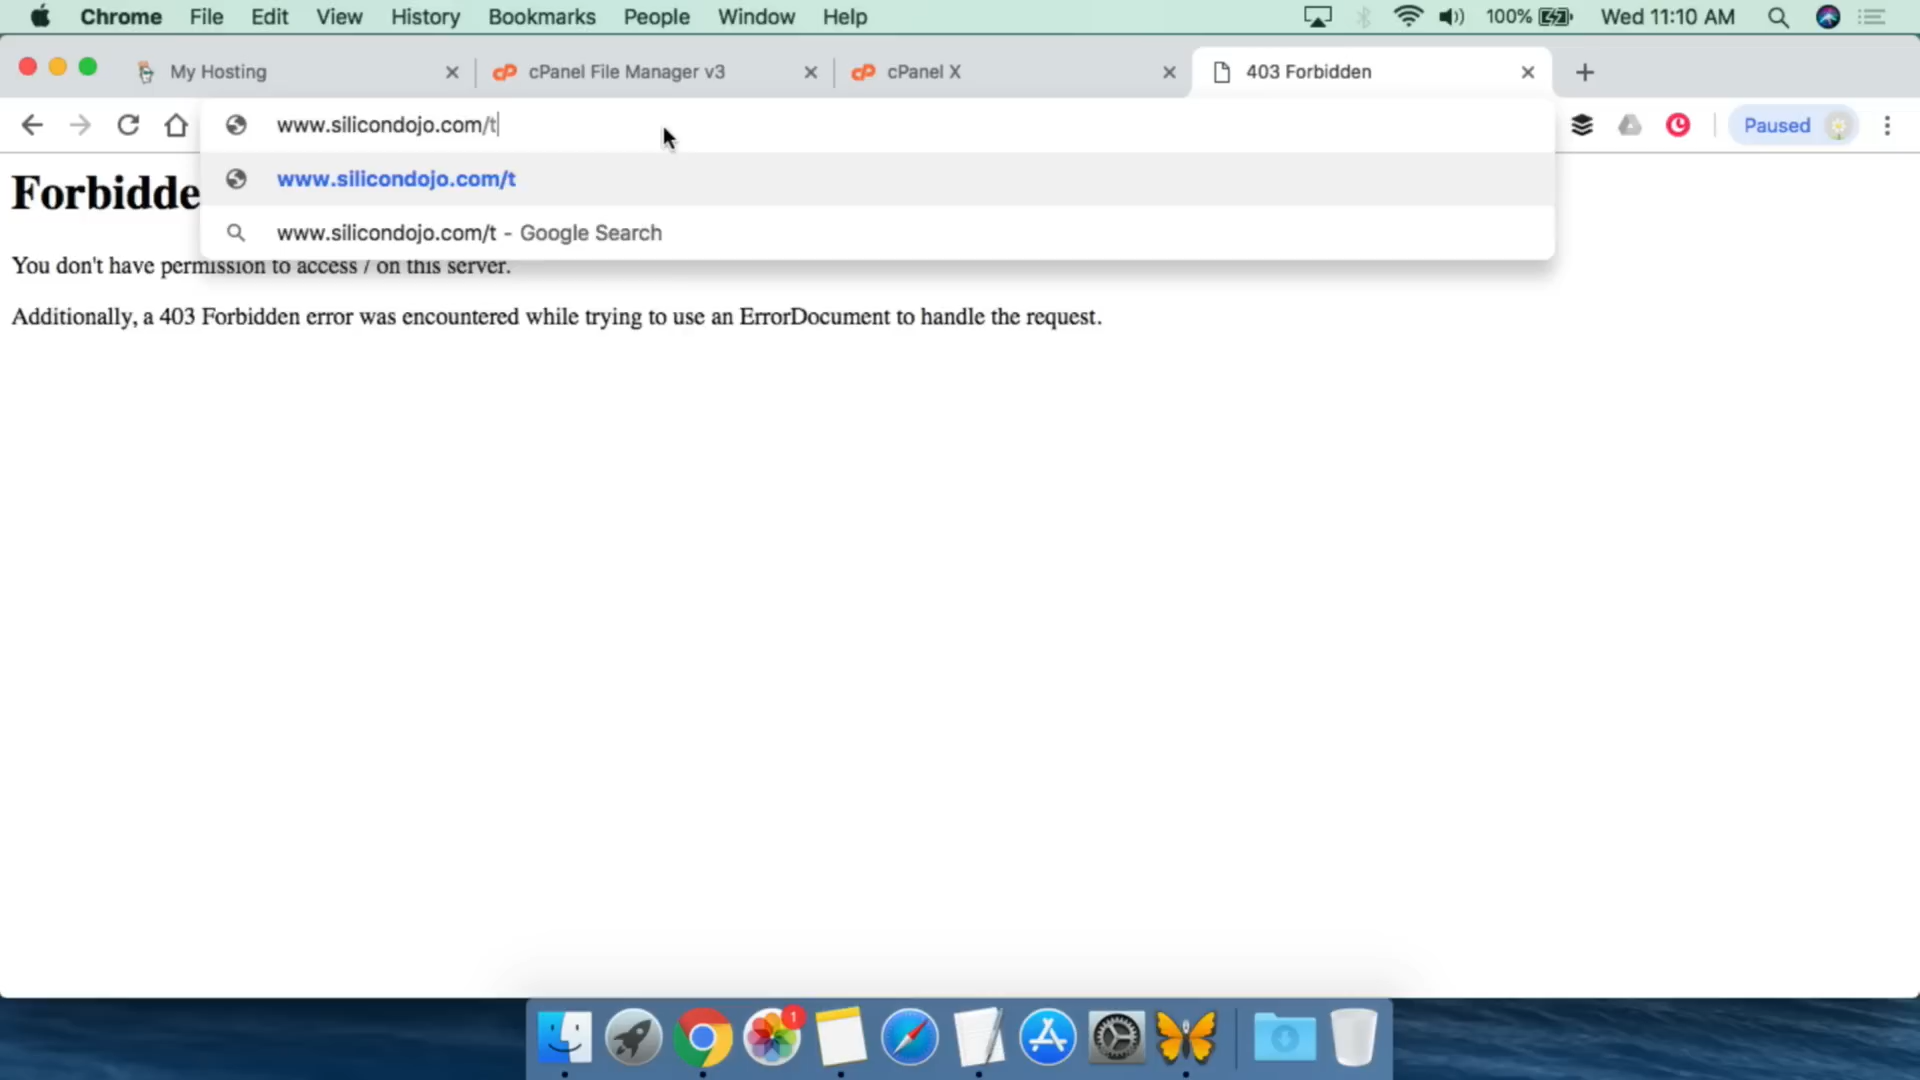 Chrome File Edit View History Bookmarks People Window Help 100% Wed 11:10 AM
My Hosting cPanel File Manager v3 cPanel X 403 Forbidden
www.silicondojo.com/t Paused
www.silicondojo.com/t
www.silicondojo.com/t - Google Search
Forbidde
You don't have permission to access / on this server.
Additionally, a 403 Forbidden error was encountered while trying to use an ErrorDocument to handle the request.
1